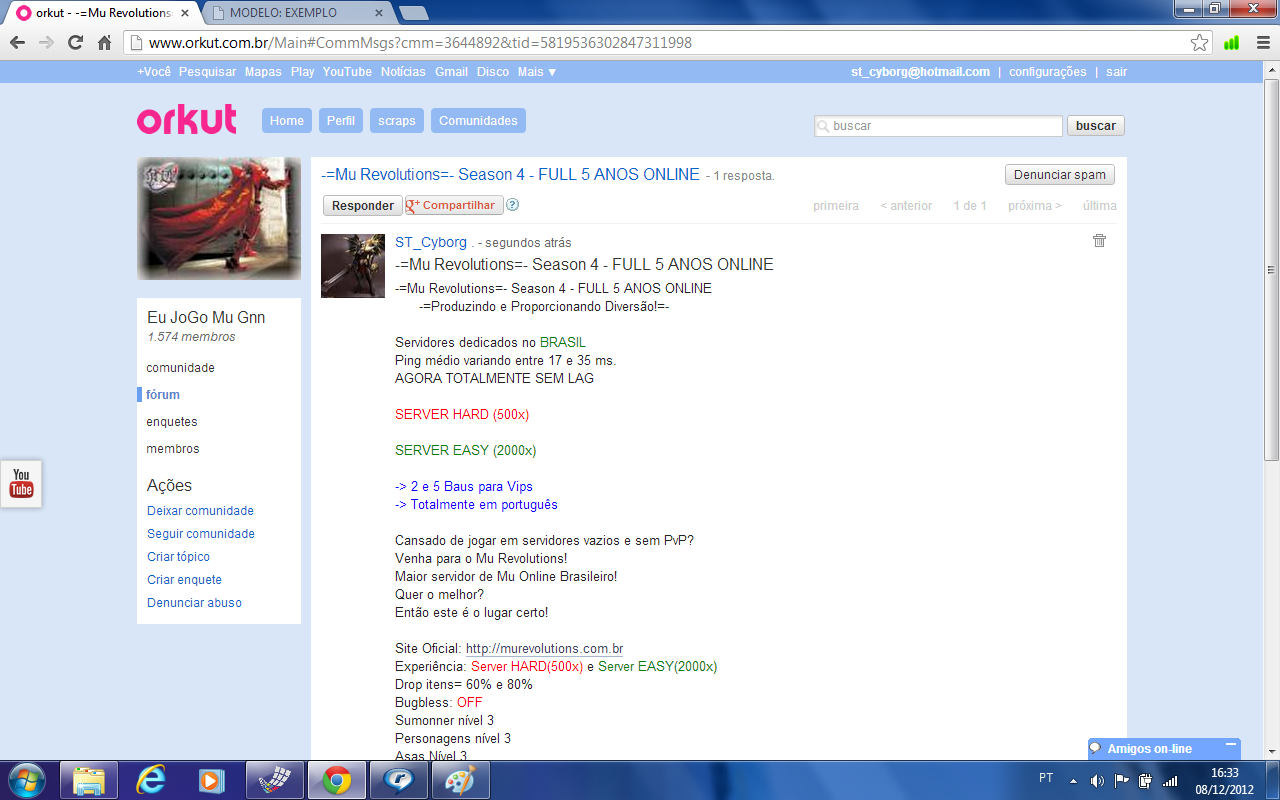 orkut - -=Mu Revolutions=
MODELO: EXEMPLO
www.orkut.com.br/Main#CommMsgs?cmm=3644892&tid=5819536302847311998
+Você Pesquisar Mapas Play YouTube Notícias Gmail Disco Mais ▼
st_cyborg@hotmail.com | configurações | sair
orkut
Home Perfil scraps Comunidades
buscar buscar
-=Mu Revolutions=- Season 4 - FULL 5 ANOS ONLINE - 1 resposta.
Denunciar spam
Responder Compartilhar ?
primeira < anterior 1 de 1 próxima > última
ST_Cyborg . - segundos atrás
-=Mu Revolutions=- Season 4 - FULL 5 ANOS ONLINE
-=Mu Revolutions=- Season 4 - FULL 5 ANOS ONLINE
-=Produzindo e Proporcionando Diversão!=-
Servidores dedicados no BRASIL
Ping médio variando entre 17 e 35 ms.
AGORA TOTALMENTE SEM LAG
SERVER HARD (500x)
SERVER EASY (2000x)
-> 2 e 5 Baus para Vips
-> Totalmente em português
Cansado de jogar em servidores vazios e sem PvP?
Venha para o Mu Revolutions!
Maior servidor de Mu Online Brasileiro!
Quer o melhor?
Então este é o lugar certo!
Site Oficial: http://murevolutions.com.br
Experiência: Server HARD(500x) e Server EASY(2000x)
Drop itens= 60% e 80%
Bugbless: OFF
Sumonner nível 3
Personagens nível 3
Asas Nível 3
Eu JoGo Mu Gnn
1.574 membros
comunidade
fórum
enquetes
membros
Ações
Deixar comunidade
Seguir comunidade
Criar tópico
Criar enquete
Denunciar abuso
You
Tube
Amigos on-line
PT
16:33
08/12/2012